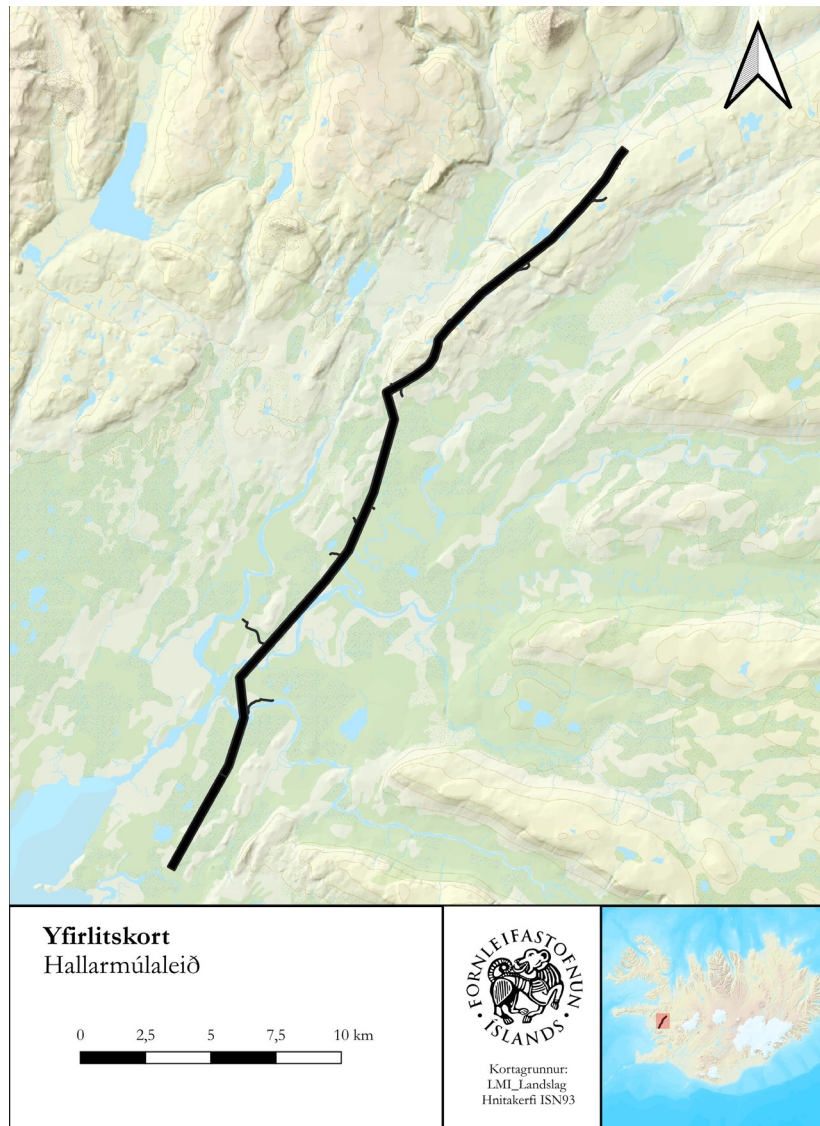 Yfirlitskort
Hallarmúlaleið
0 2,5 5 7,5 10 km
· FORNLEIFASTOFNUN ·
ÍSLANDS
Kortagrunnur:
LMI_Landslag
Hnitakerfi ISN93